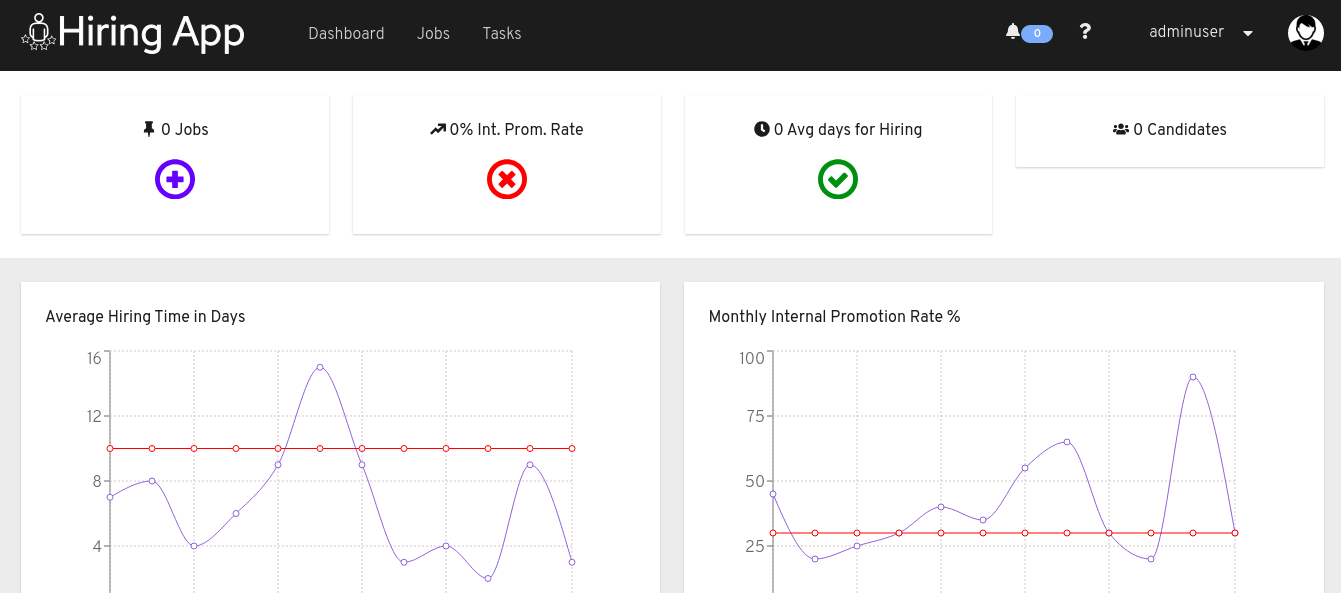 Hiring App
Dashboard Jobs Tasks
0 ? adminuser
0 Jobs
0% Int. Prom. Rate
0 Avg days for Hiring
0 Candidates
Average Hiring Time in Days
16
12
8
4
Monthly Internal Promotion Rate %
100
75
50
25